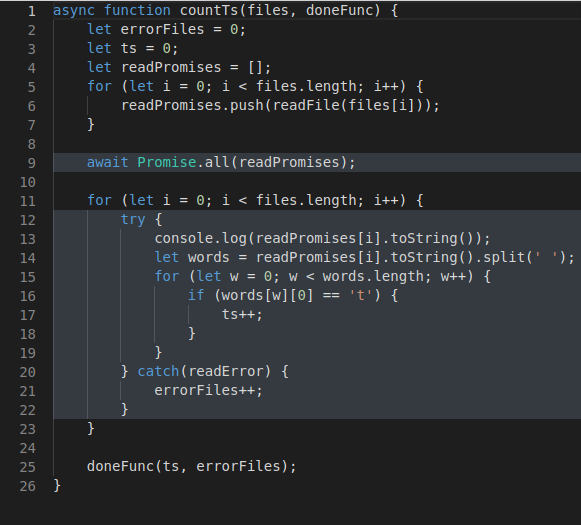 1 async function countTs(files, doneFunc) {
2     let errorFiles = 0;
3     let ts = 0;
4     let readPromises = [];
5     for (let i = 0; i < files.length; i++) {
6         readPromises.push(readFile(files[i]));
7     }
8
9     await Promise.all(readPromises);
10
11     for (let i = 0; i < files.length; i++) {
12         try {
13             console.log(readPromises[i].toString());
14             let words = readPromises[i].toString().split(' ');
15             for (let w = 0; w < words.length; w++) {
16                 if (words[w][0] == 't') {
17                     ts++;
18                 }
19             }
20         } catch(readError) {
21             errorFiles++;
22         }
23     }
24
25     doneFunc(ts, errorFiles);
26 }